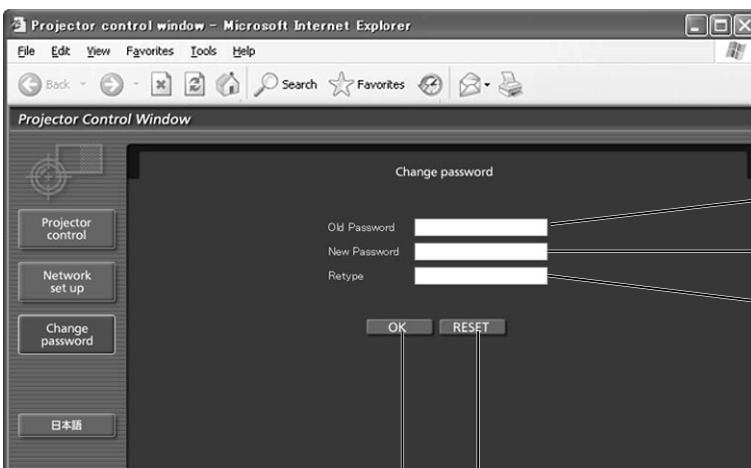 Projector control window - Microsoft Internet Explorer
File Edit View Favorites Tools Help
Back Search Favorites
Projector Control Window
Change password
Projector
control
Network
set up
Change
password
日本語
Old Password
New Password
Retype
OK RESET